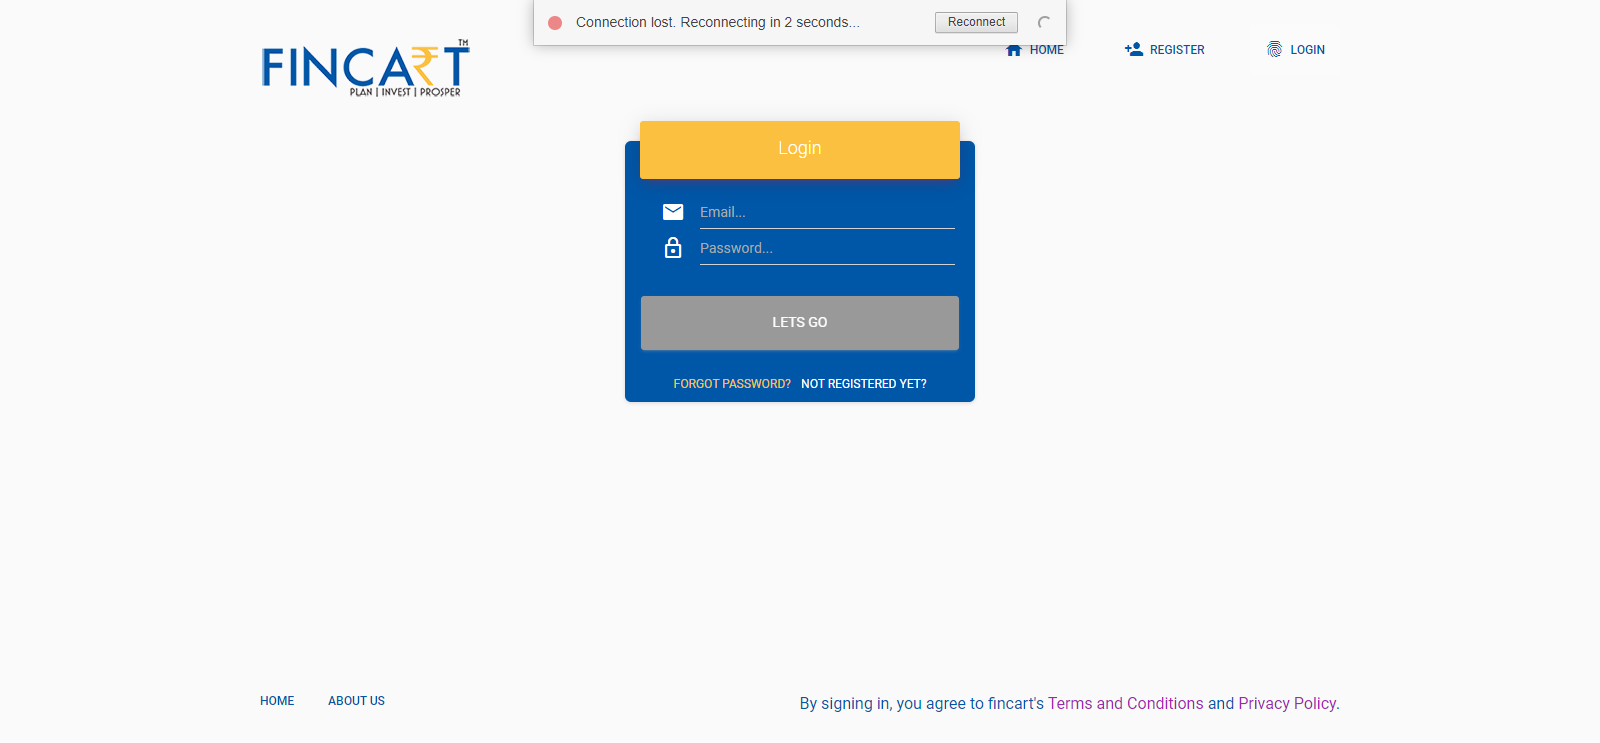 Connection lost. Reconnecting in 2 seconds... Reconnect
FINCA₹T™
PLAN | INVEST | PROSPER
HOME REGISTER LOGIN
Login
Email...
Password...
LETS GO
FORGOT PASSWORD? NOT REGISTERED YET?
HOME ABOUT US
By signing in, you agree to fincart's Terms and Conditions and Privacy Policy.